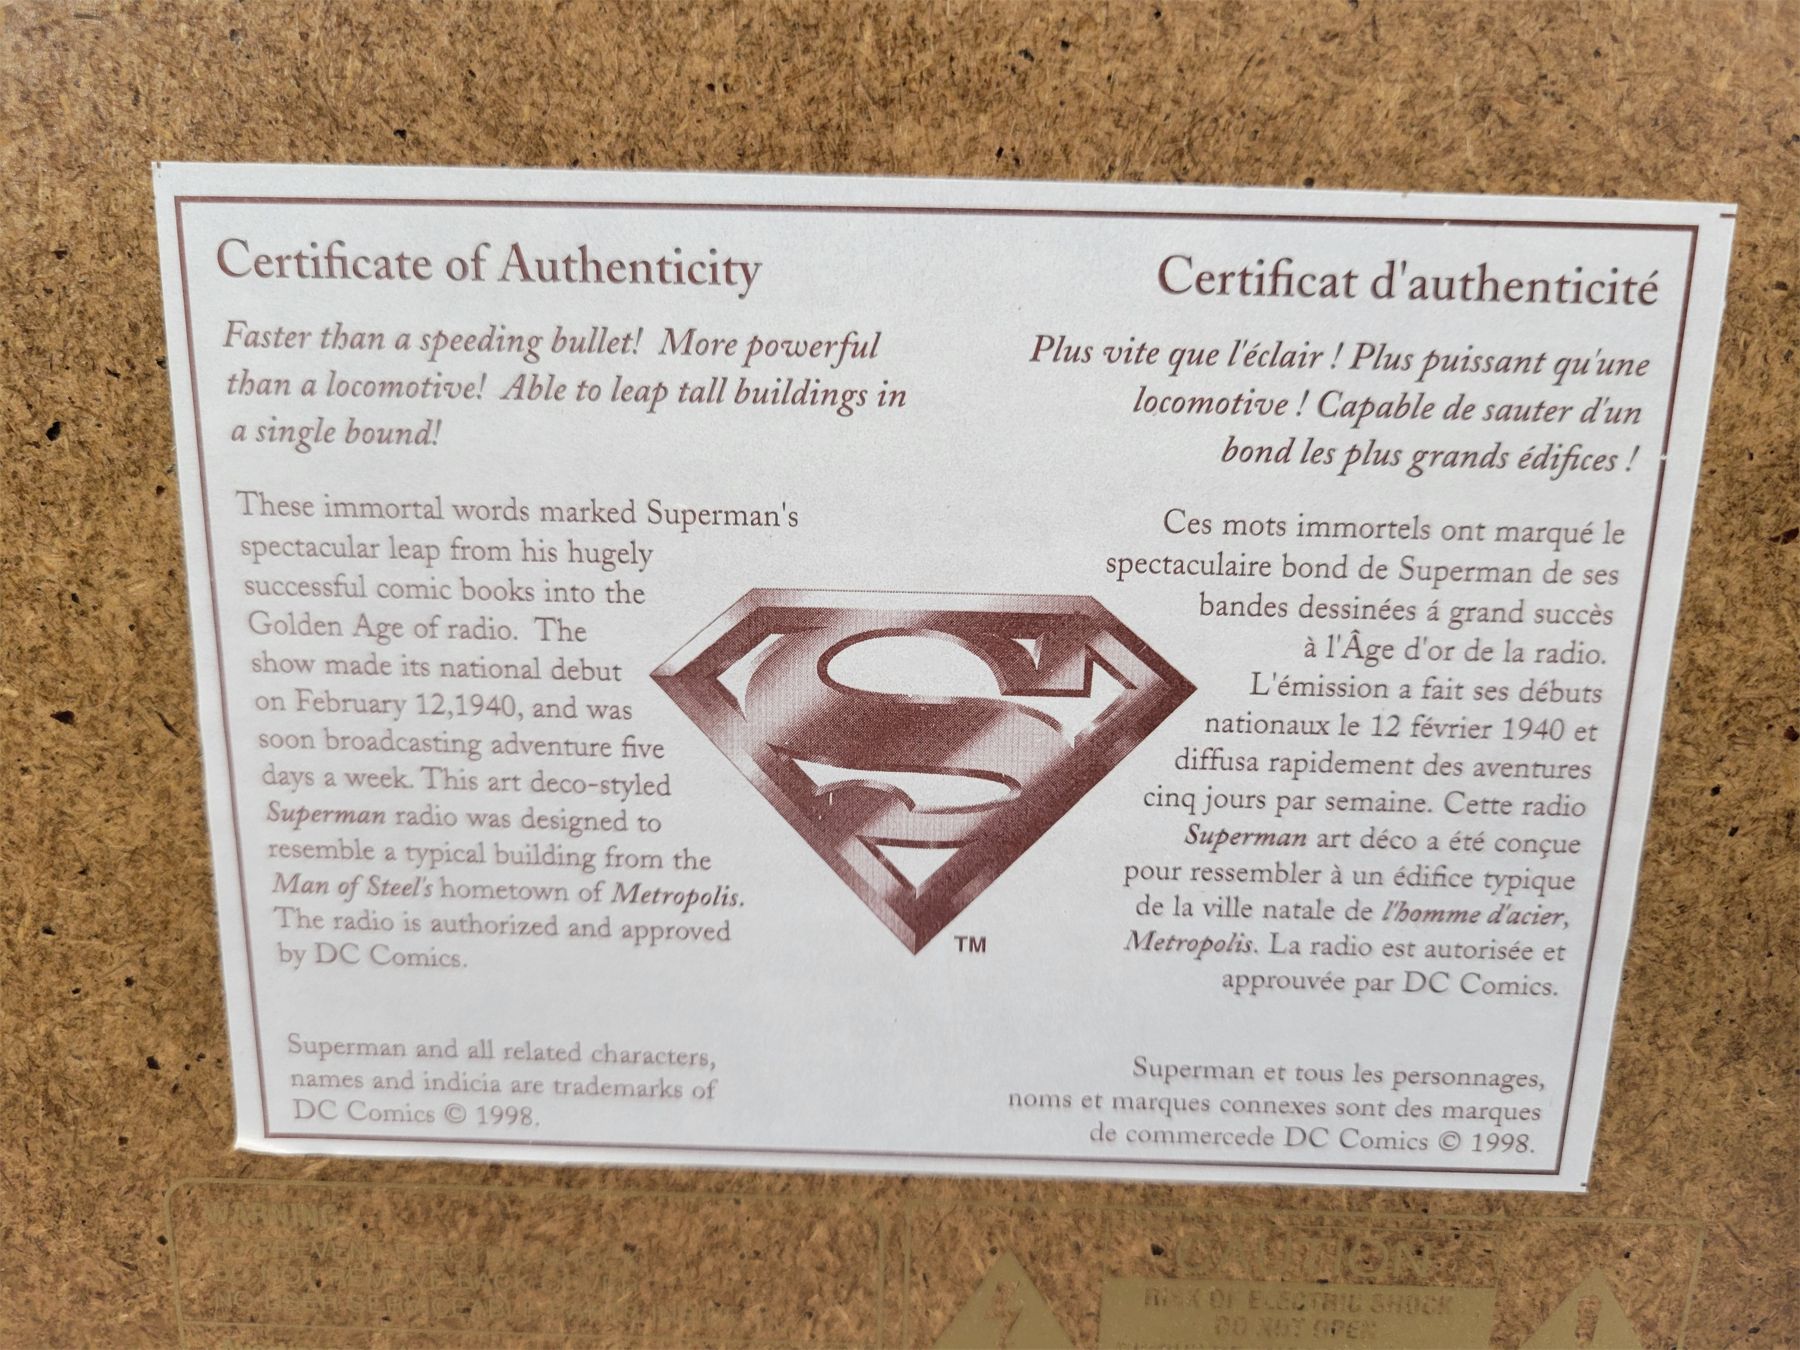 Certificate of Authenticity
Faster than a speeding bullet! More powerful
than a locomotive! Able to leap tall buildings in
a single bound!
These immortal words marked Superman's
spectacular leap from his hugely
successful comic books into the
Golden Age of radio. The
show made its national debut
on February 12,1940, and was
soon broadcasting adventure five
days a week. This art deco-styled
Superman radio was designed to
resemble a typical building from the
Man of Steel's hometown of Metropolis.
The radio is authorized and approved
by DC Comics.
Superman and all related characters,
names and indicia are trademarks of
DC Comics © 1998.
Certificat d'authenticité
Plus vite que l'éclair ! Plus puissant qu'une
locomotive ! Capable de sauter d'un
bond les plus grands édifices !
Ces mots immortels ont marqué le
spectaculaire bond de Superman de ses
bandes dessinées á grand succès
à l'Âge d'or de la radio.
L'émission a fait ses débuts
nationaux le 12 février 1940 et
diffusa rapidement des aventures
cinq jours par semaine. Cette radio
Superman art déco a été conçue
pour ressembler à un édifice typique
de la ville natale de l'homme d'acier,
Metropolis. La radio est autorisée et
approuvée par DC Comics.
Superman et tous les personnages,
noms et marques connexes sont des marques
de commercede DC Comics © 1998.
S
TM
WARNING
TO PREVENT ELECTRIC
REMOVE BACK
NO USER SERVICEABLE
CAUTION
RISK OF ELECTRIC SHOCK
DO NOT OPEN